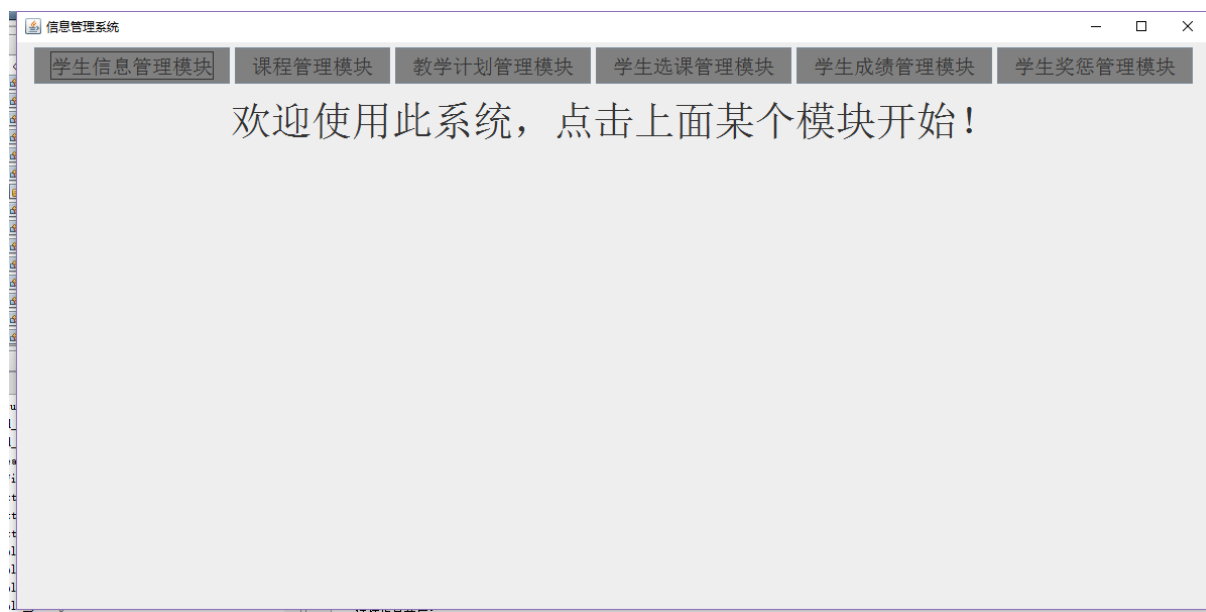 信息管理系统
学生信息管理模块 课程管理模块 教学计划管理模块 学生选课管理模块 学生成绩管理模块 学生奖惩管理模块
欢迎使用此系统，点击上面某个模块开始！